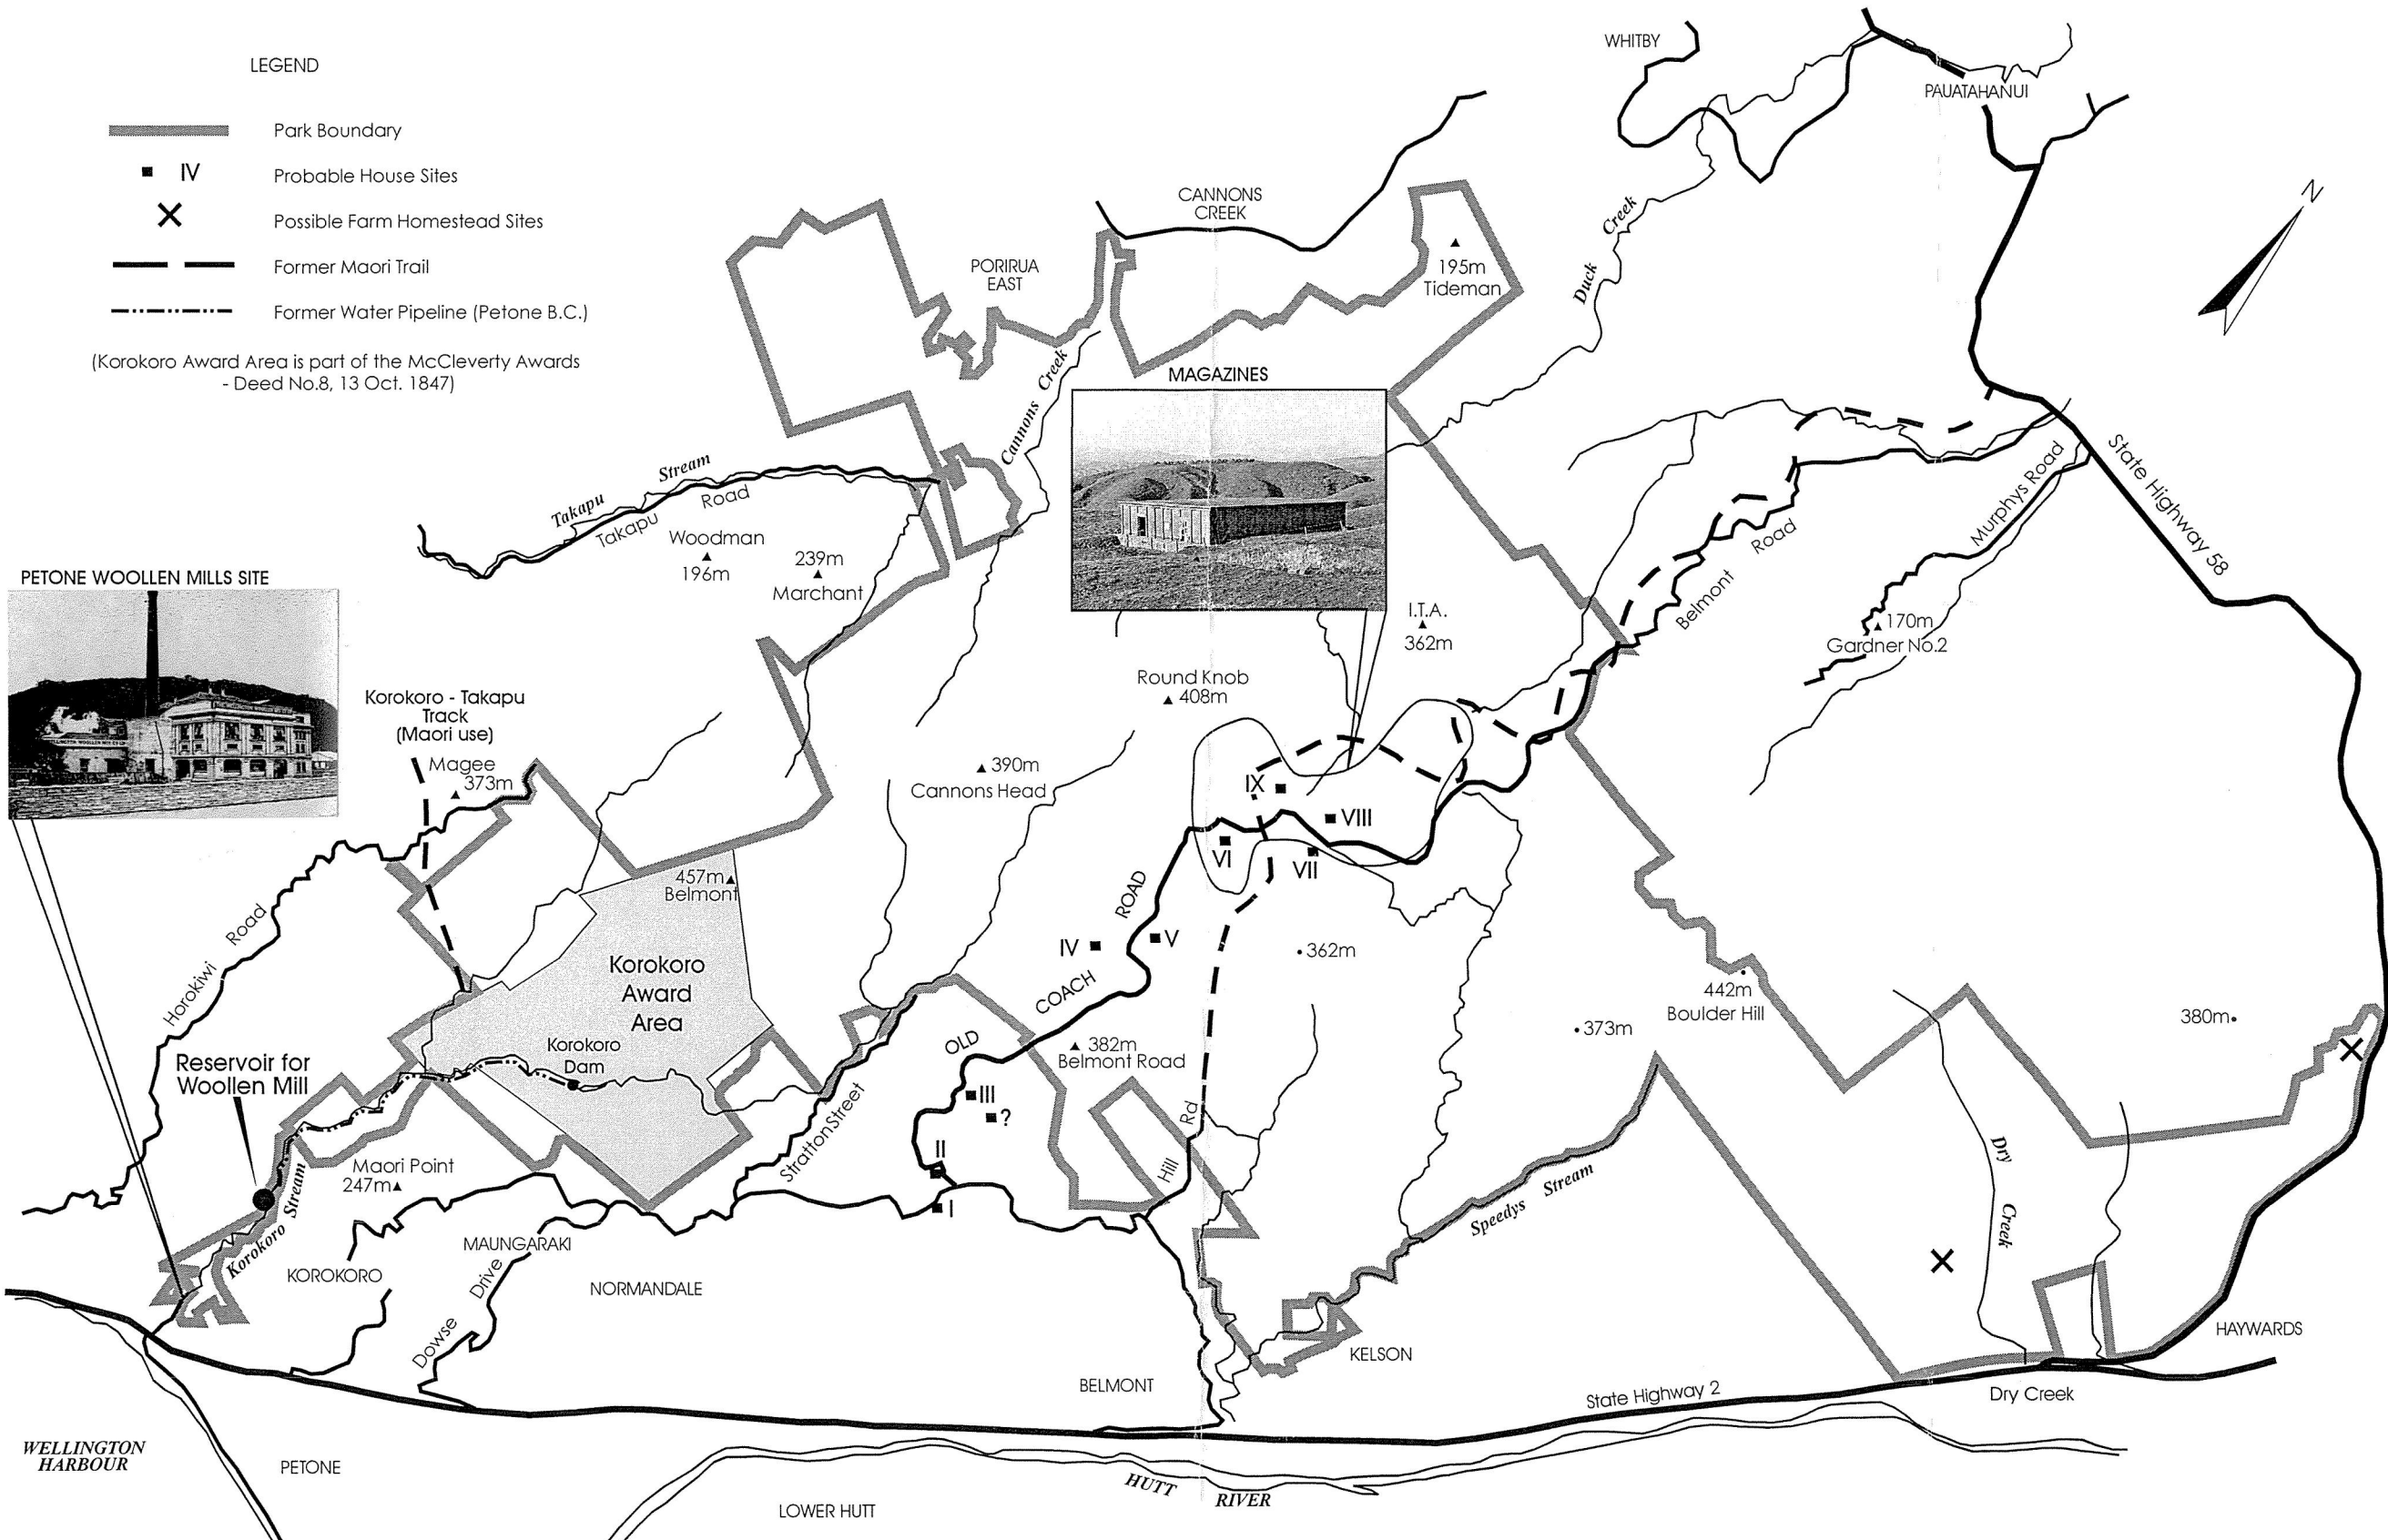 LEGEND
Park Boundary
IV
Probable House Sites
Possible Farm Homestead Sites
Former Maori Trail
Former Water Pipeline (Petone B.C.)
(Korokoro Award Area is part of the McCleverty Awards
- Deed No.8, 13 Oct. 1847)
WHITBY
PAUATAHANUI
N
CANNONS
CREEK
PORIRUA
EAST
195m
Tideman
Duck Creek
Cannons Creek
MAGAZINES
Takapu Stream
Takapu Road
Woodman
196m
239m
Marchant
State Highway 58
Murphys Road
Belmont Road
170m
Gardner No.2
I.T.A.
362m
Round Knob
408m
PETONE WOOLLEN MILLS SITE
Korokoro - Takapu
Track
(Maori use)
Magee
373m
390m
Cannons Head
IX
VIII
VI
VII
457m
Belmont
Horokiwi Road
Korokoro
Award
Area
Korokoro
Dam
IV
V
OLD COACH ROAD
362m
442m
Boulder Hill
373m
380m
382m
Belmont Road
Reservoir for
Woollen Mill
III
?
II
I
Stratton Street
Hill Rd
Maori Point
247m
Korokoro Stream
Speedys Stream
Dry Creek
KOROKORO
MAUNGARAKI
Dowse Drive
NORMANDALE
KELSON
HAYWARDS
BELMONT
State Highway 2
Dry Creek
WELLINGTON
HARBOUR
PETONE
LOWER HUTT
HUTT RIVER